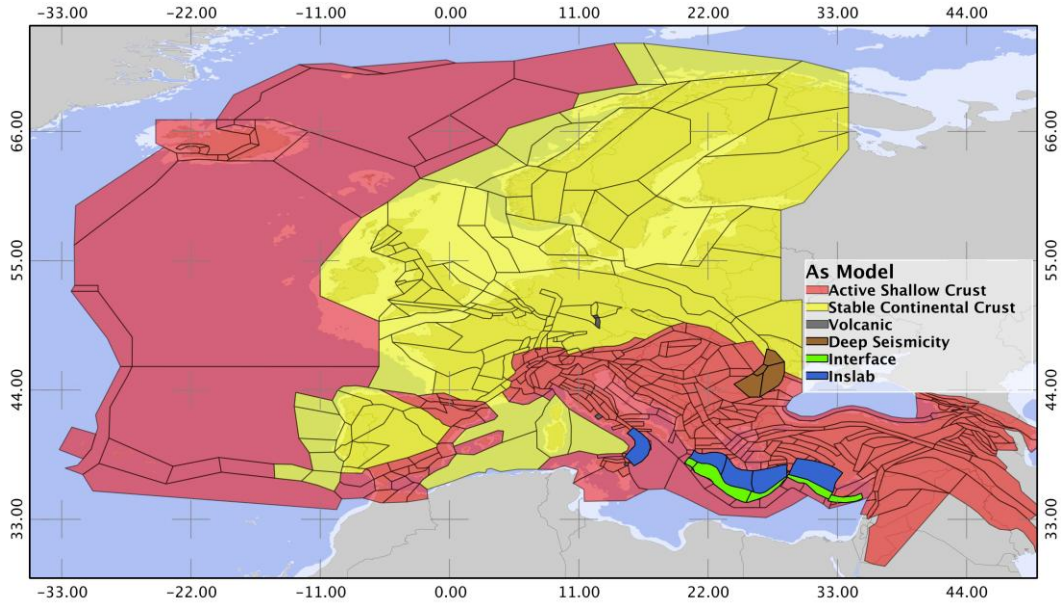 -33.00 -22.00 -11.00 0.00 11.00 22.00 33.00 44.00
66.00 66.00
55.00 55.00
As Model
Active Shallow Crust
Stable Continental Crust
Volcanic
Deep Seismicity
Interface
Inslab
44.00 44.00
33.00 33.00
-33.00 -22.00 -11.00 0.00 11.00 22.00 33.00 44.00